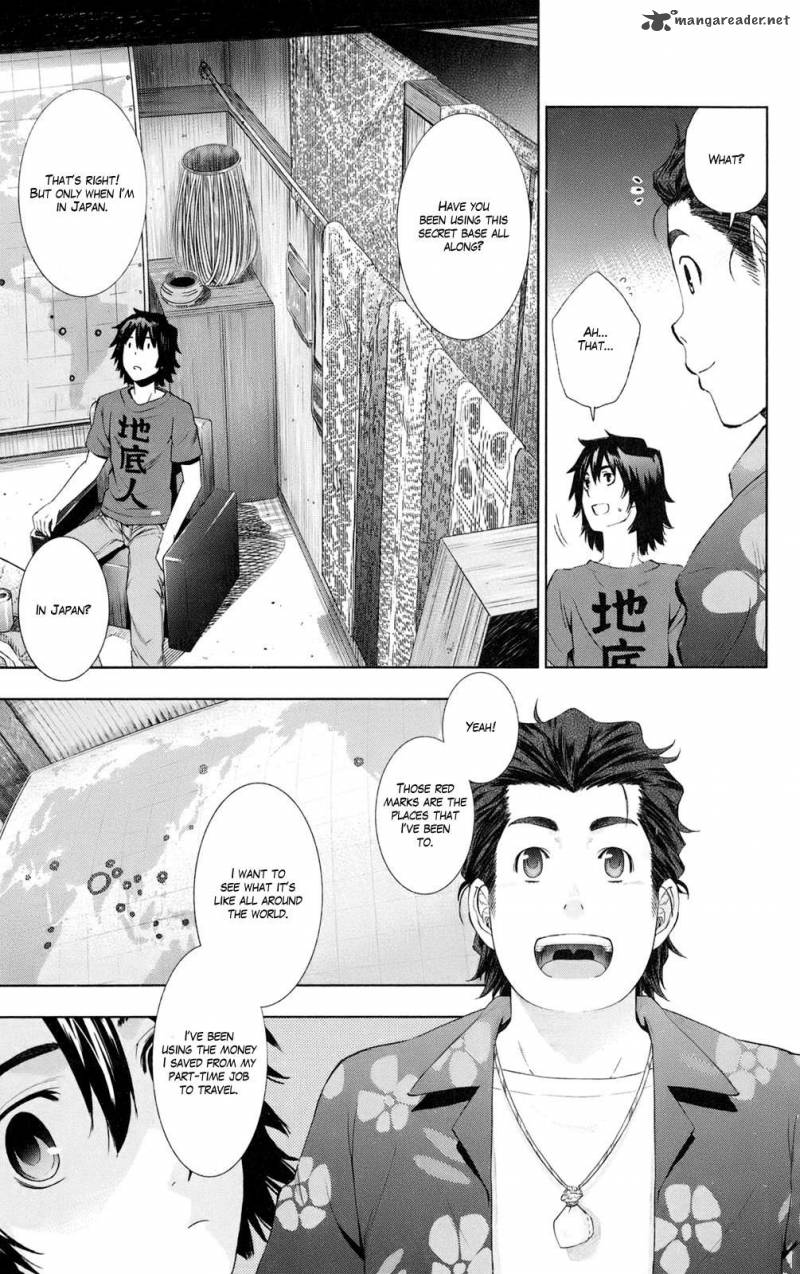 mangareader.net
WHAT?
AH...
THAT...
地
底
HAVE YOU
BEEN USING THIS
SECRET BASE ALL
ALONG?
THAT'S RIGHT!
BUT ONLY WHEN I'M
IN JAPAN.
地
底
人
IN JAPAN?
YEAH!
THOSE RED
MARKS ARE THE
PLACES THAT
I'VE BEEN
TO.
I WANT TO
SEE WHAT IT'S
LIKE ALL AROUND
THE WORLD.
I'VE BEEN
USING THE MONEY
I SAVED FROM MY
PART-TIME JOB
TO TRAVEL.